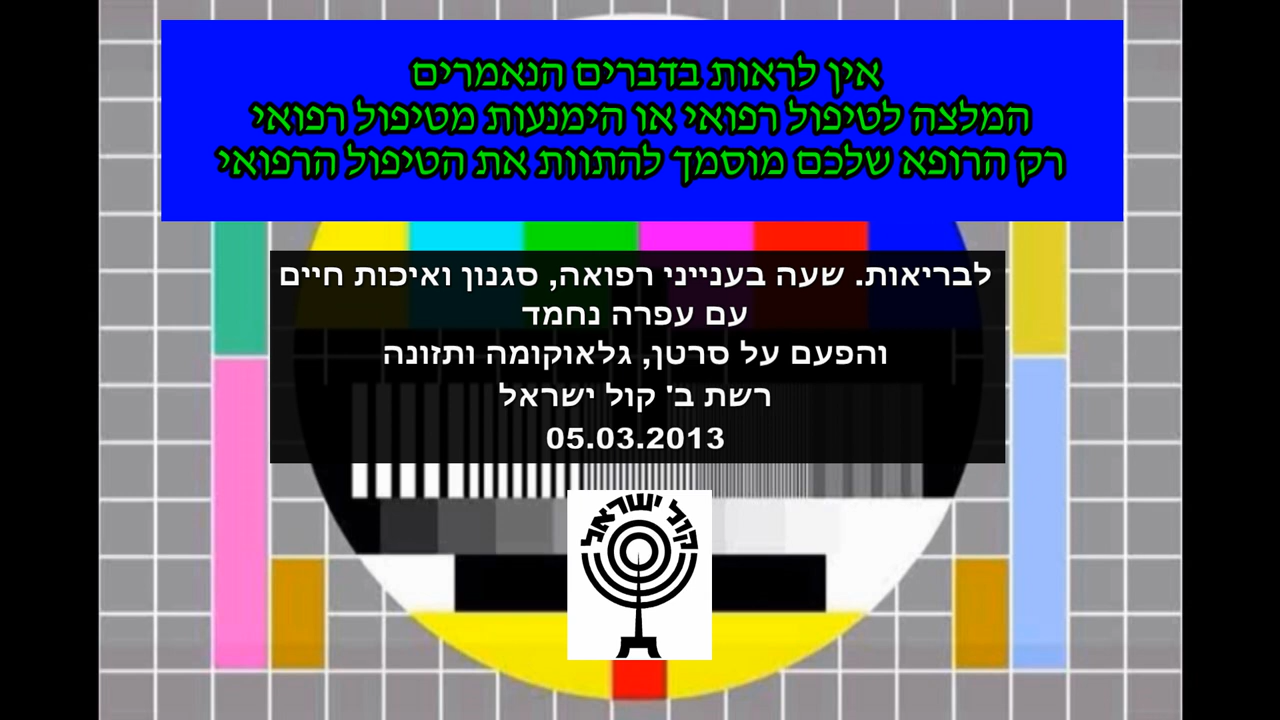 אין לראות בדברים הנאמרים
המלצה לטיפול רפואי או הימנעות מטיפול רפואי
רק הרופא שלכם מוסמך להתוות את הטיפול הרפואי
לבריאות. שעה בענייני רפואה, סגנון ואיכות חיים
עם עפרה נחמד
והפעם על סרטן, גלאוקומה ותזונה
רשת ב' קול ישראל
05.03.2013
קול ישראל